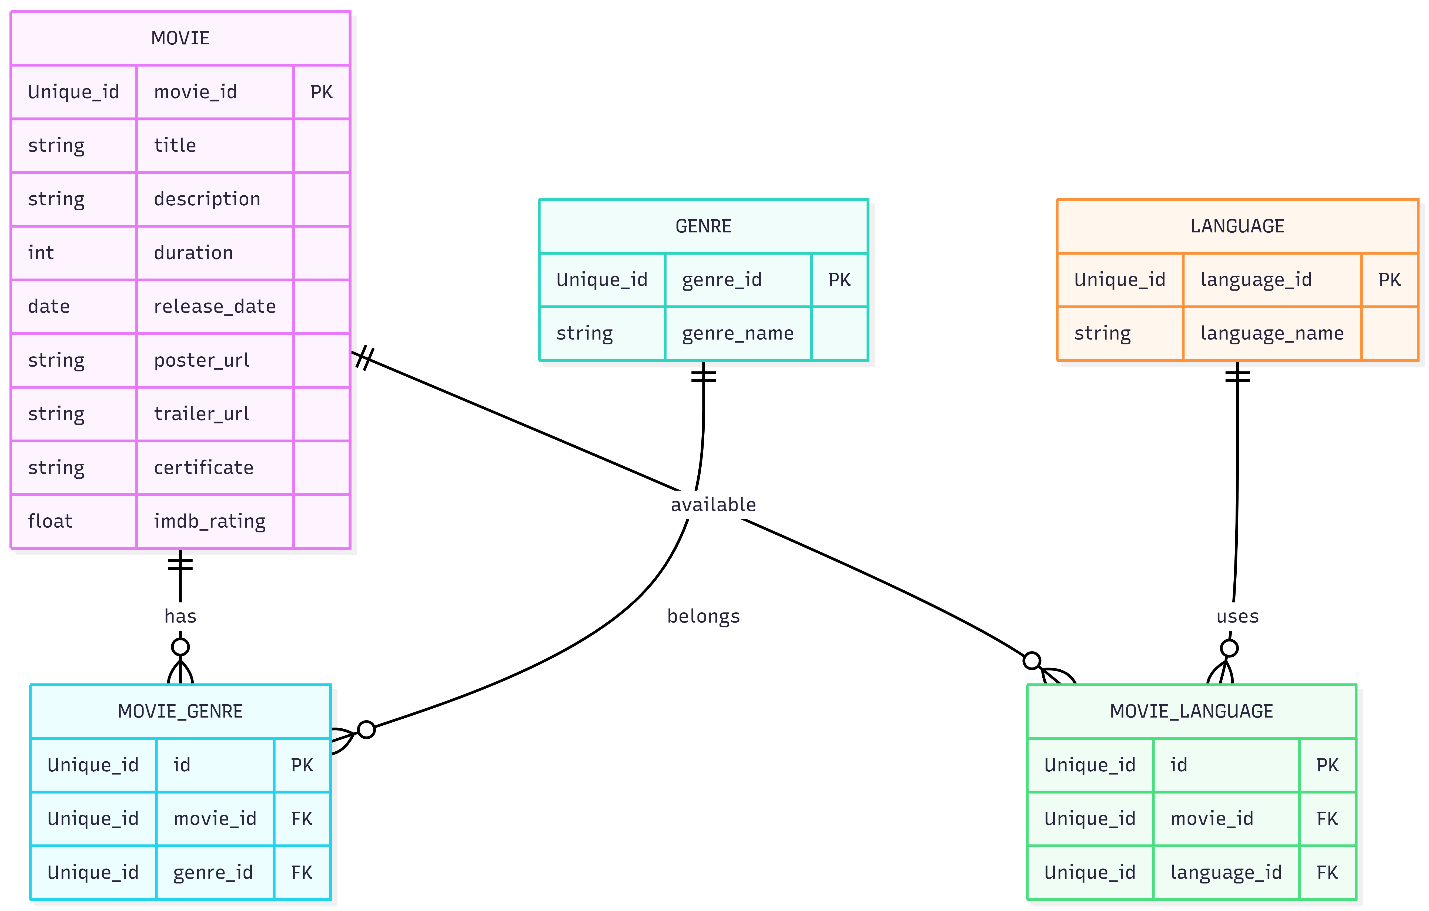 MOVIE
Unique_id movie_id PK
string title
string description
int duration
date release_date
string poster_url
string trailer_url
string certificate
float imdb_rating
GENRE
Unique_id genre_id PK
string genre_name
LANGUAGE
Unique_id language_id PK
string language_name
available
has
belongs
uses
MOVIE_GENRE
Unique_id id PK
Unique_id movie_id FK
Unique_id genre_id FK
MOVIE_LANGUAGE
Unique_id id PK
Unique_id movie_id FK
Unique_id language_id FK